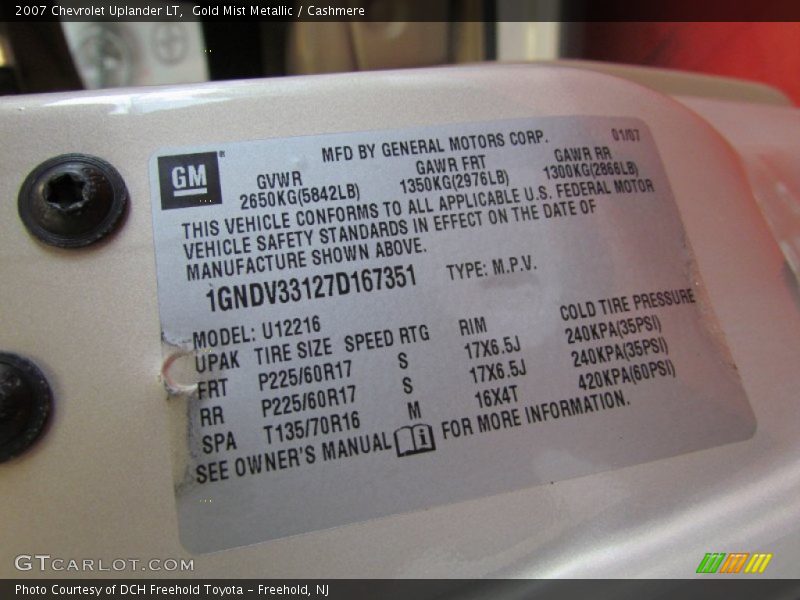 2007 Chevrolet Uplander LT,  Gold Mist Metallic / Cashmere
GM®
MFD BY GENERAL MOTORS CORP. 01/07
GVWR GAWR FRT GAWR RR
2650KG(5842LB) 1350KG(2976LB) 1300KG(2866LB)
THIS VEHICLE CONFORMS TO ALL APPLICABLE U.S. FEDERAL MOTOR
VEHICLE SAFETY STANDARDS IN EFFECT ON THE DATE OF
MANUFACTURE SHOWN ABOVE.
1GNDV33127D167351 TYPE: M.P.V.
MODEL: U12216
UPAK TIRE SIZE SPEED RTG RIM COLD TIRE PRESSURE
FRT P225/60R17 S 17X6.5J 240KPA(35PSI)
RR P225/60R17 S 17X6.5J 240KPA(35PSI)
SPA T135/70R16 M 16X4T 420KPA(60PSI)
SEE OWNER'S MANUAL i FOR MORE INFORMATION.
GTCARLOT.COM
Photo Courtesy of DCH Freehold Toyota - Freehold, NJ